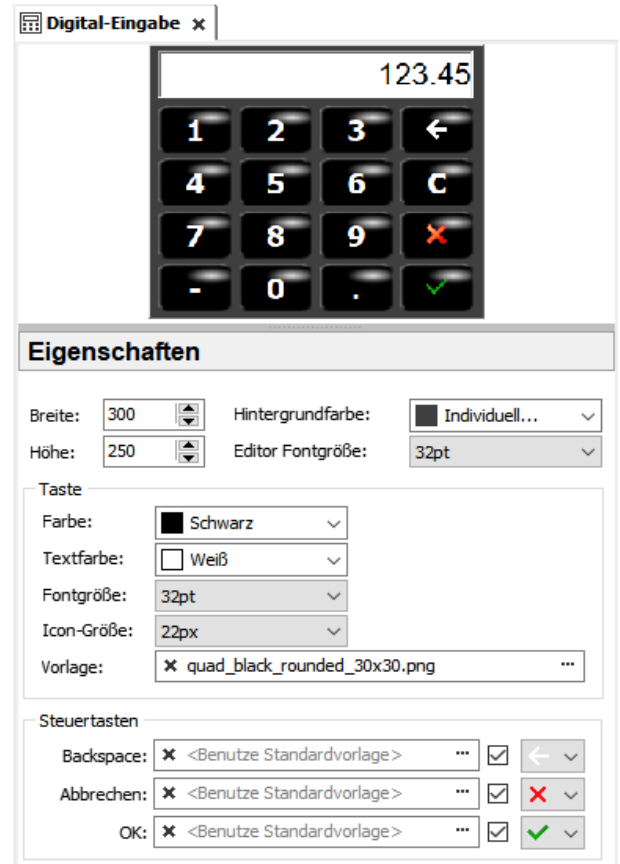 Digital-Eingabe
123.45
1 2 3
4 5 6 C
7 8 9
- 0 .
Eigenschaften
Breite: 300 Hintergrundfarbe: Individuell...
Höhe: 250 Editor Fontgröße: 32pt
Taste
Farbe: Schwarz
Textfarbe: Weiß
Fontgröße: 32pt
Icon-Größe: 22px
Vorlage: quad_black_rounded_30x30.png ...
Steuertasten
Backspace: <Benutze Standardvorlage> ...
Abbrechen: <Benutze Standardvorlage> ...
OK: <Benutze Standardvorlage> ...